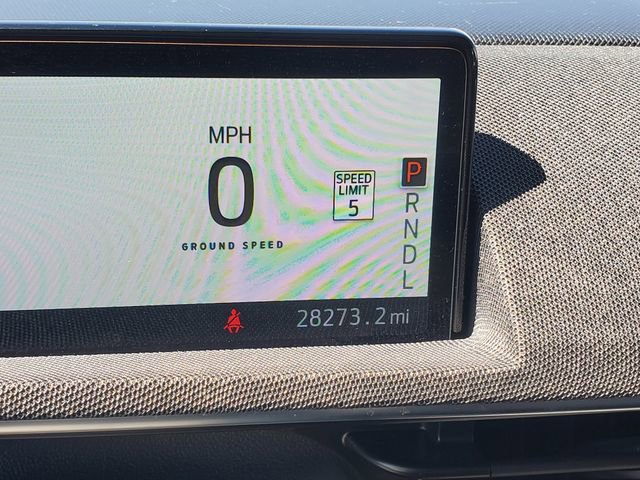 MPH
0
GROUND SPEED
SPEED
LIMIT
5
P
R
N
D
L
28273.2mi